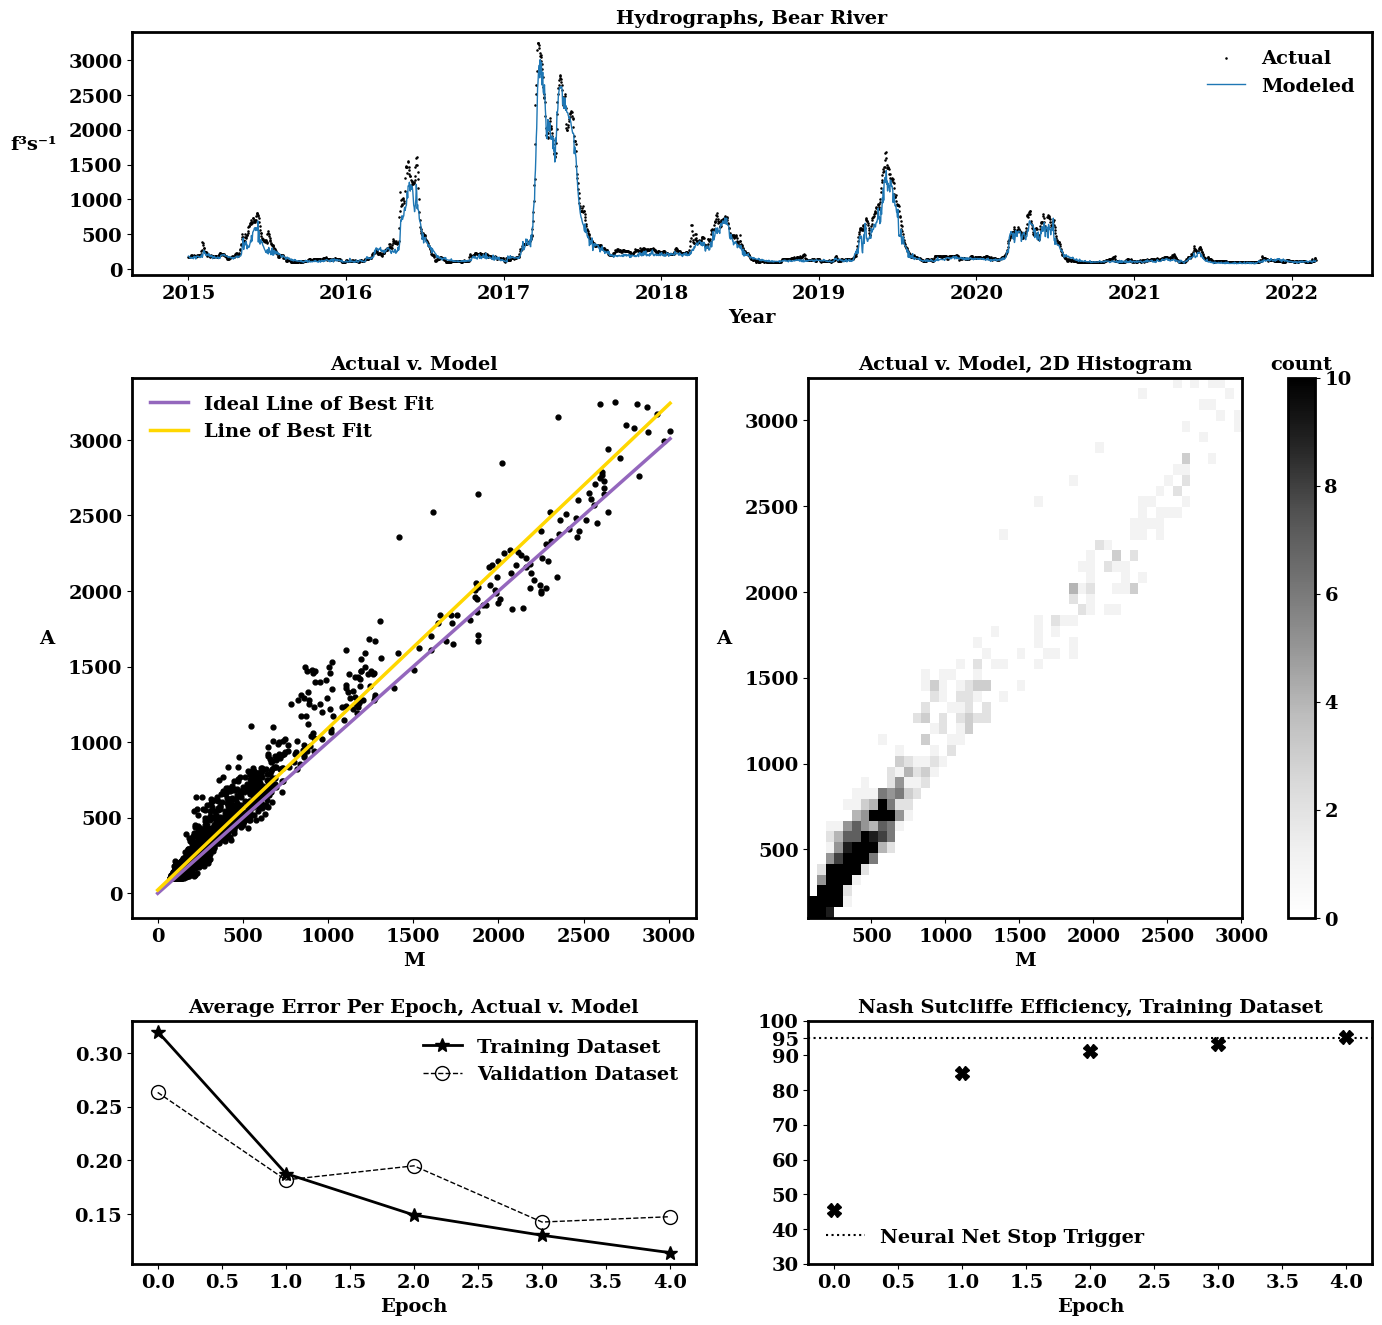 Hydrographs, Bear River
3000
2500
2000
1500
1000
500
0
f³s⁻¹
Actual
Modeled
2015 2016 2017 2018 2019 2020 2021 2022
Year
Actual v. Model
Ideal Line of Best Fit
Line of Best Fit
3000
2500
2000
1500
1000
500
0
A
0 500 1000 1500 2000 2500 3000
M
Actual v. Model, 2D Histogram
3000
2500
2000
1500
1000
500
A
500 1000 1500 2000 2500 3000
M
count
10
8
6
4
2
0
Average Error Per Epoch, Actual v. Model
Training Dataset
Validation Dataset
0.30
0.25
0.20
0.15
0.0 0.5 1.0 1.5 2.0 2.5 3.0 3.5 4.0
Epoch
Nash Sutcliffe Efficiency, Training Dataset
100
95
90
80
70
60
50
40
30
Neural Net Stop Trigger
0.0 0.5 1.0 1.5 2.0 2.5 3.0 3.5 4.0
Epoch